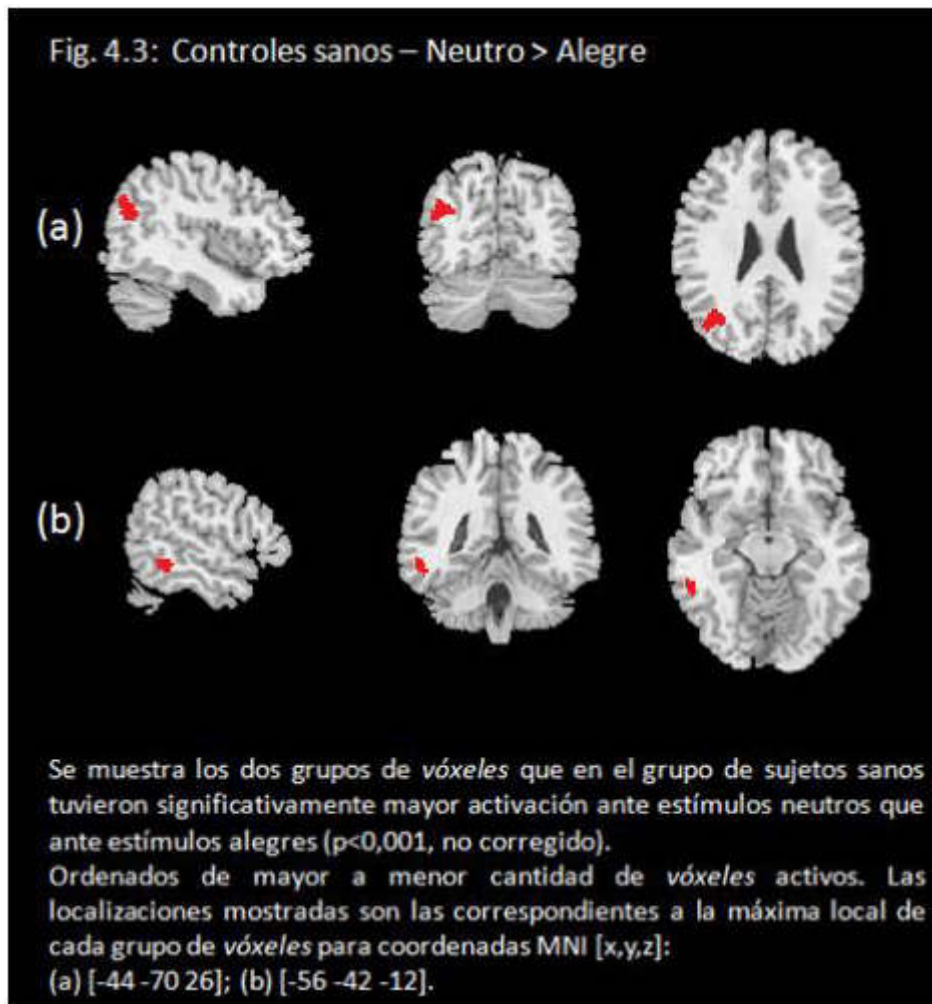 Fig. 4.3: Controles sanos – Neutro > Alegre
(a)
(b)
Se muestra los dos grupos de vóxeles que en el grupo de sujetos sanos
tuvieron significativamente mayor activación ante estímulos neutros que
ante estímulos alegres (p<0,001, no corregido).
Ordenados de mayor a menor cantidad de vóxeles activos. Las
localizaciones mostradas son las correspondientes a la máxima local de
cada grupo de vóxeles para coordenadas MNI [x,y,z]:
(a) [-44 -70 26]; (b) [-56 -42 -12].